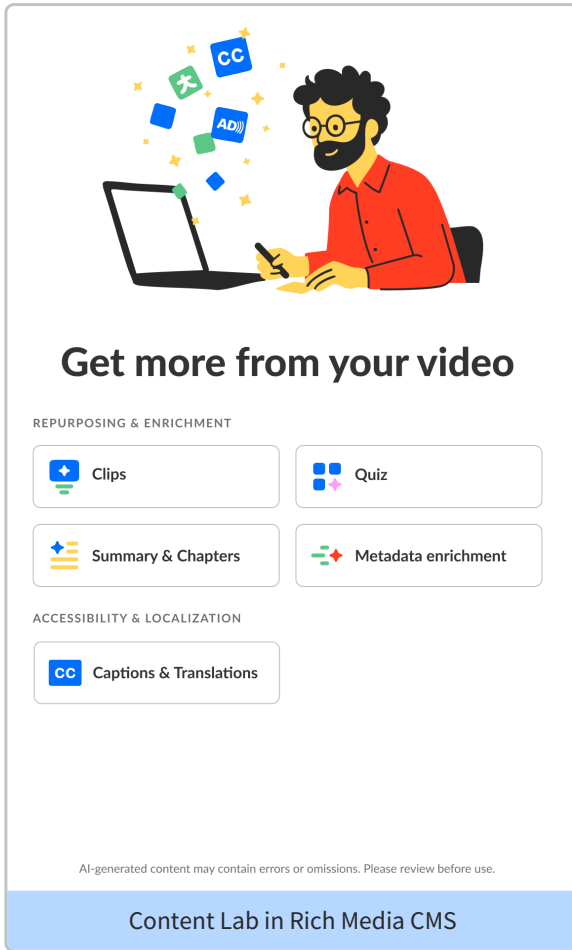 CC
AD
Get more from your video
REPURPOSING & ENRICHMENT
Clips
Quiz
Summary & Chapters
Metadata enrichment
ACCESSIBILITY & LOCALIZATION
CC
Captions & Translations
AI-generated content may contain errors or omissions. Please review before use.
Content Lab in Rich Media CMS